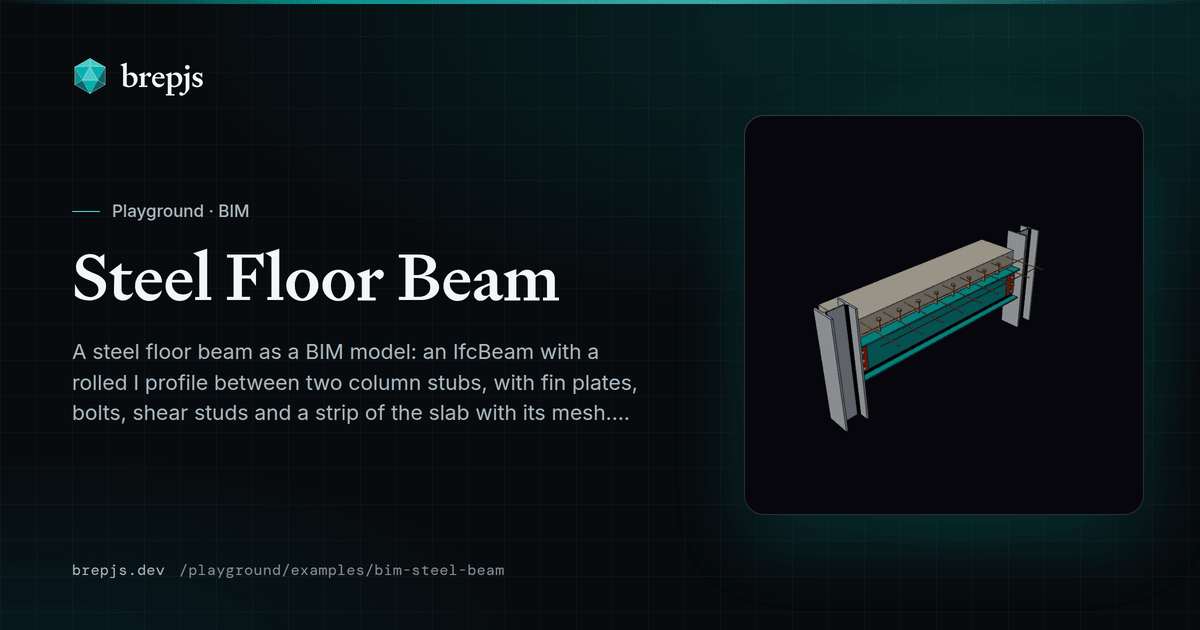 brepjs
Playground · BIM
Steel Floor Beam
A steel floor beam as a BIM model: an IfcBeam with a
rolled I profile between two column stubs, with fin plates,
bolts, shear studs and a strip of the slab with its mesh....
brepjs.dev /playground/examples/bim-steel-beam